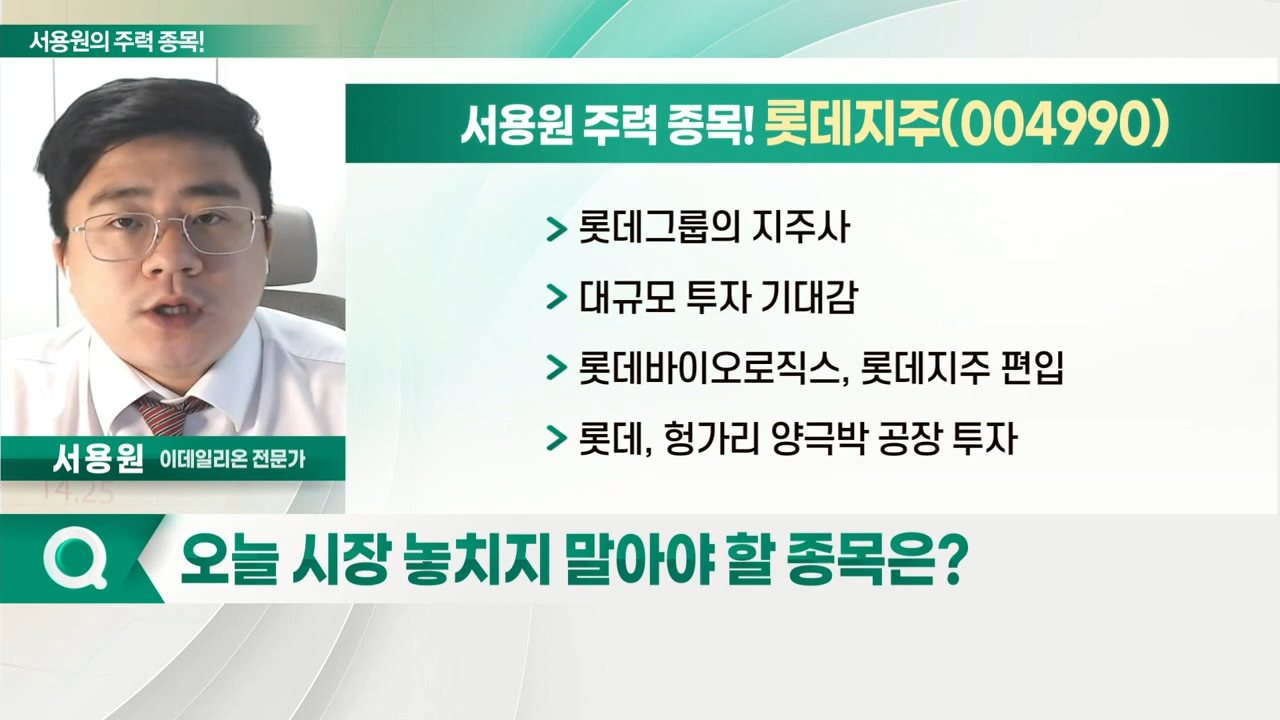 서용원의 주력 종목!
서용원 주력 종목! 롯데지주(004990)
롯데그룹의 지주사
대규모 투자 기대감
롯데바이오로직스, 롯데지주 편입
롯데, 헝가리 양극박 공장 투자
서용원 이데일리온 전문가
14.25
Q 오늘 시장 놓치지 말아야 할 종목은?